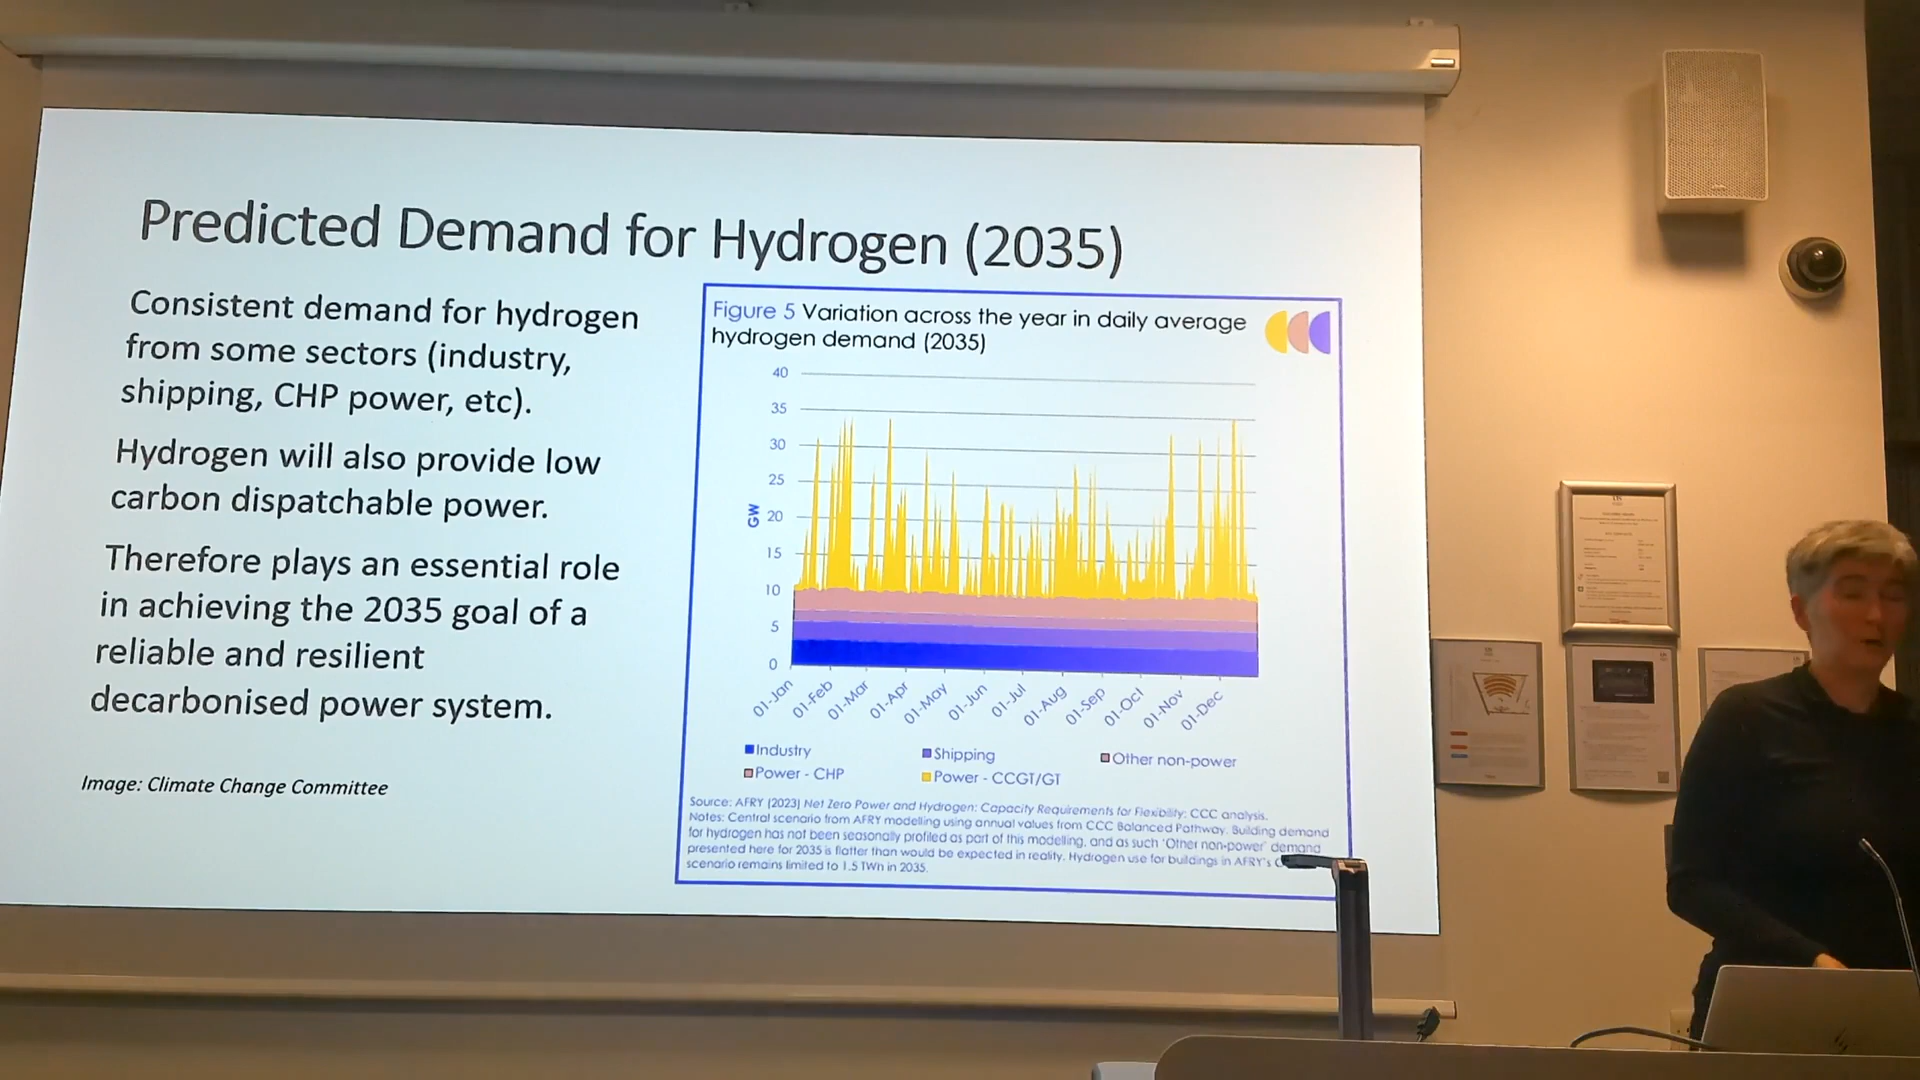 Predicted Demand for Hydrogen (2035)
Consistent demand for hydrogen
from some sectors (industry,
shipping, CHP power, etc).
Hydrogen will also provide low
carbon dispatchable power.
Therefore plays an essential role
in achieving the 2035 goal of a
reliable and resilient
decarbonised power system.
Image: Climate Change Committee
Figure 5 Variation across the year in daily average
hydrogen demand (2035)
40
35
30
25
20
15
10
5
0
GW
01-Jan
01-Feb
01-Mar
01-Apr
01-May
01-Jun
01-Jul
01-Aug
01-Sep
01-Oct
01-Nov
01-Dec
Industry
Shipping
Other non-power
Power - CHP
Power - CCGT/GT
Source: AFRY (2023) Net Zero Power and Hydrogen: Capacity Requirements for Flexibility; CCC analysis.
Notes: Central scenario from AFRY modelling using annual values from CCC Balanced Pathway. Building demand
for hydrogen has not been seasonally profiled as part of this modelling, and as such 'Other non-power' demand
presented here for 2035 is flatter than would be expected in reality. Hydrogen use for buildings in AFRY's
scenario remains limited to 1.5 TWh in 2035.